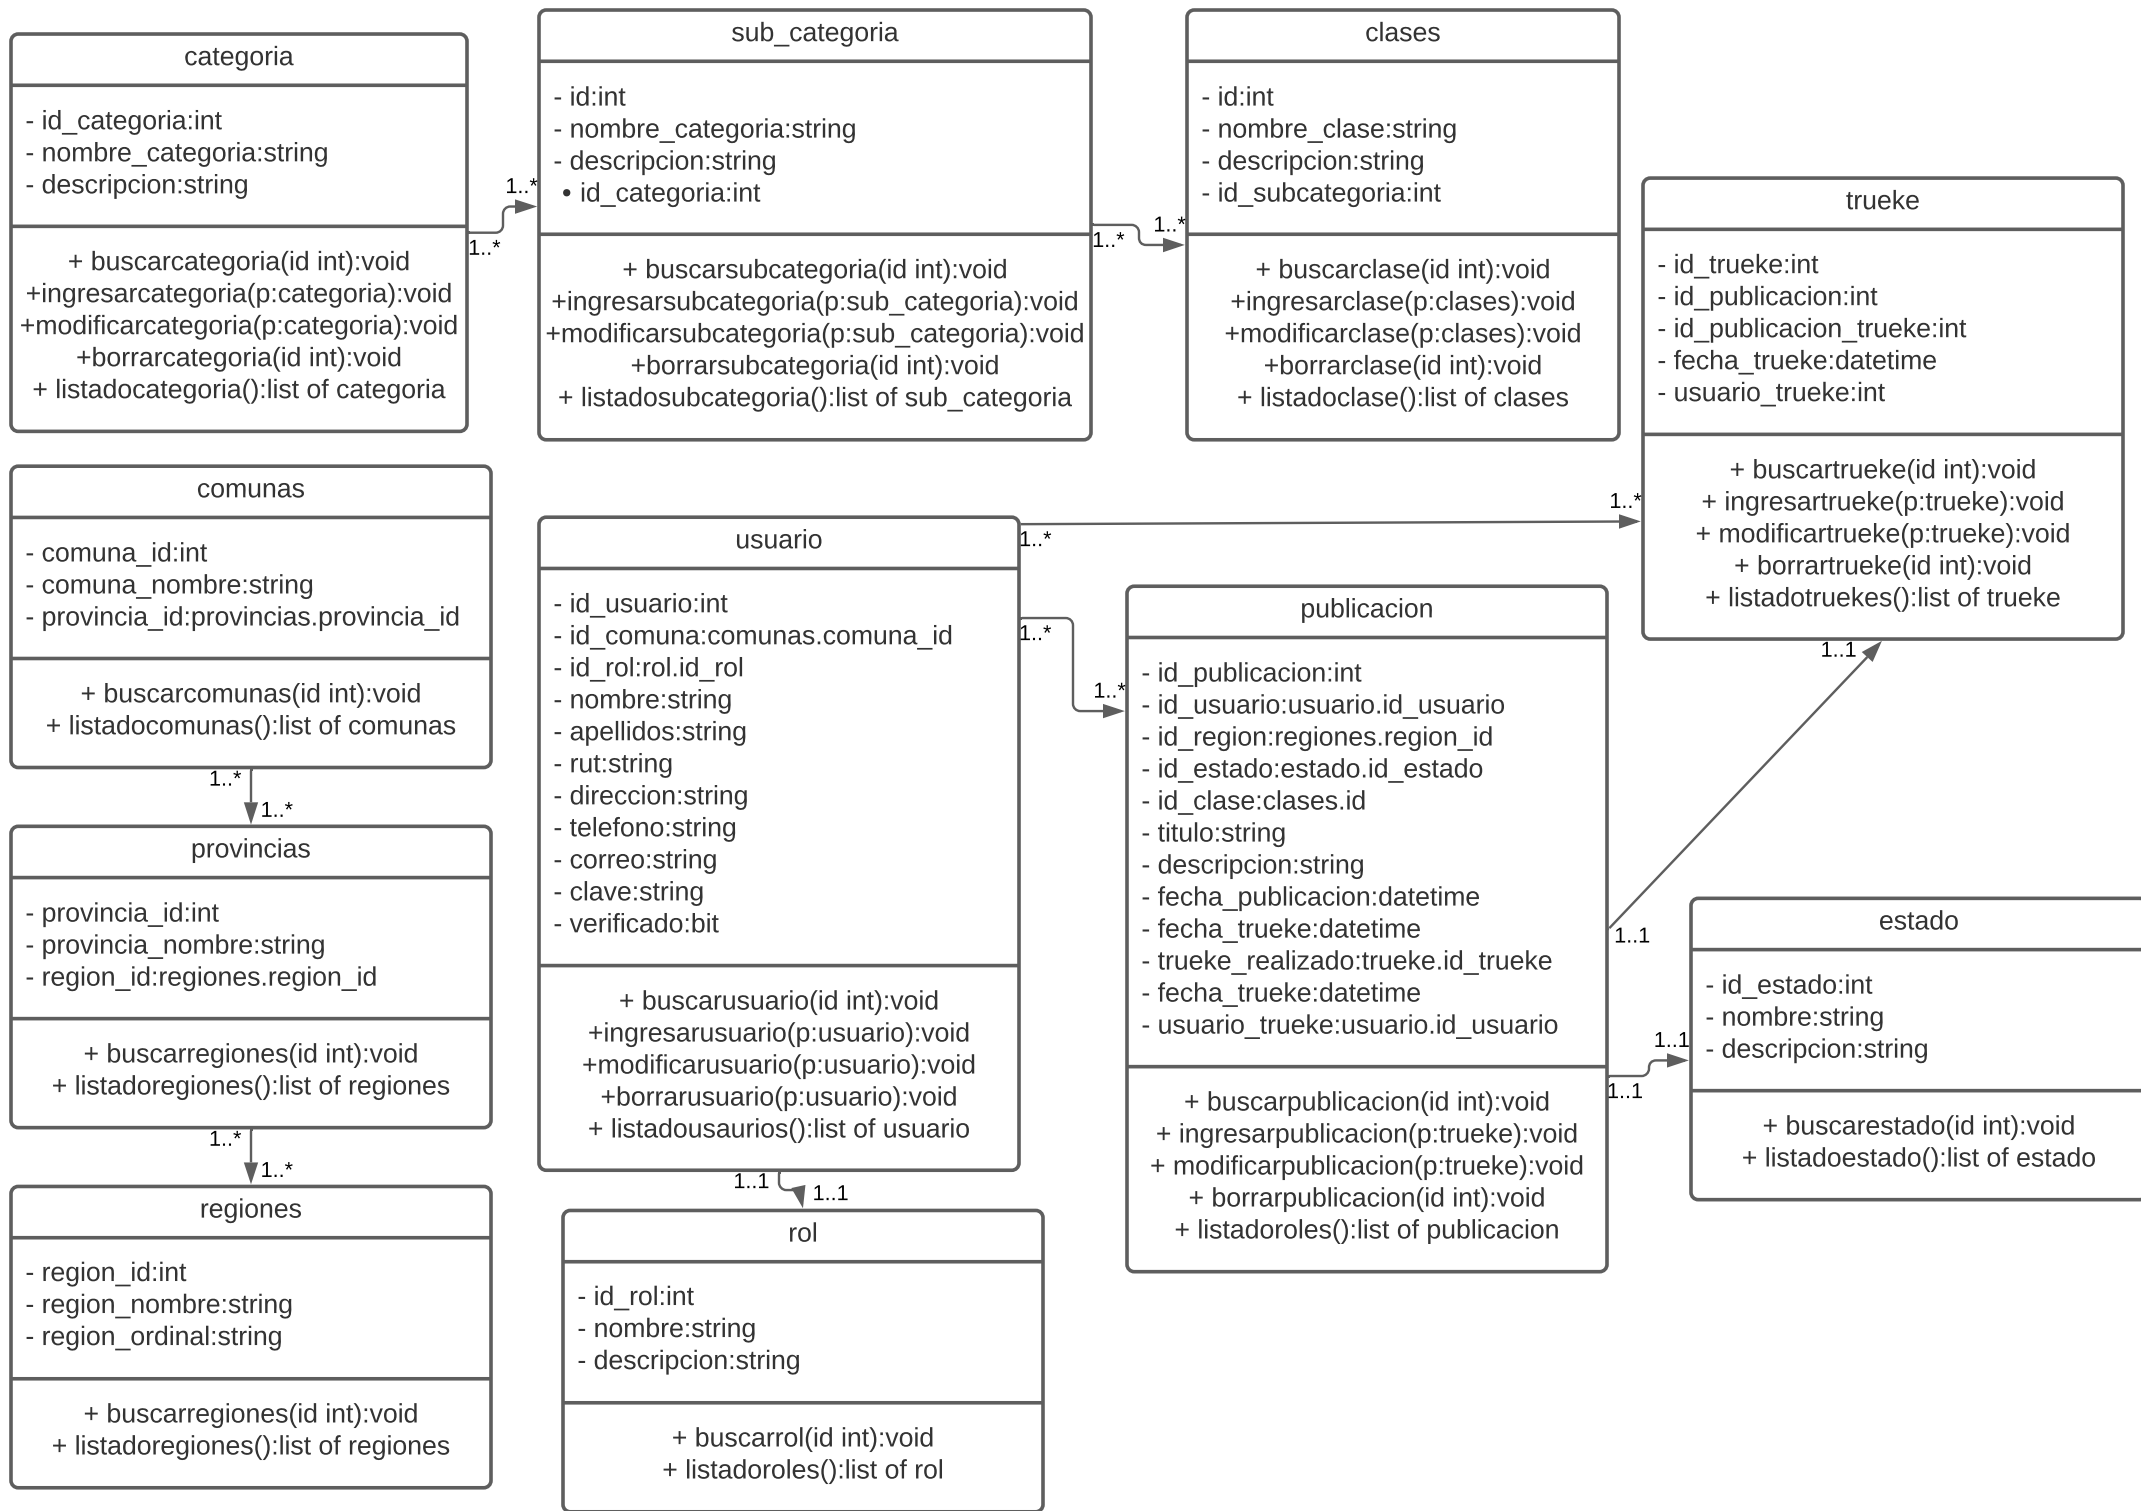 categoria
- id_categoria:int
- nombre_categoria:string
- descripcion:string
+ buscarcategoria(id int):void
+ingresarcategoria(p:categoria):void
+modificarcategoria(p:categoria):void
+borrarcategoria(id int):void
+ listadocategoria():list of categoria
1..*
1..*
sub_categoria
- id:int
- nombre_categoria:string
- descripcion:string
• id_categoria:int
+ buscarsubcategoria(id int):void
+ingresarsubcategoria(p:sub_categoria):void
+modificarsubcategoria(p:sub_categoria):void
+borrarsubcategoria(id int):void
+ listadosubcategoria():list of sub_categoria
1..*
1..*
clases
- id:int
- nombre_clase:string
- descripcion:string
- id_subcategoria:int
+ buscarclase(id int):void
+ingresarclase(p:clases):void
+modificarclase(p:clases):void
+borrarclase(id int):void
+ listadoclase():list of clases
trueke
- id_trueke:int
- id_publicacion:int
- id_publicacion_trueke:int
- fecha_trueke:datetime
- usuario_trueke:int
+ buscartrueke(id int):void
+ ingresartrueke(p:trueke):void
+ modificartrueke(p:trueke):void
+ borrartrueke(id int):void
+ listadotruekes():list of trueke
1..*
1..*
1..1
1..1
comunas
- comuna_id:int
- comuna_nombre:string
- provincia_id:provincias.provincia_id
+ buscarcomunas(id int):void
+ listadocomunas():list of comunas
1..*
1..*
provincias
- provincia_id:int
- provincia_nombre:string
- region_id:regiones.region_id
+ buscarregiones(id int):void
+ listadoregiones():list of regiones
1..*
1..*
regiones
- region_id:int
- region_nombre:string
- region_ordinal:string
+ buscarregiones(id int):void
+ listadoregiones():list of regiones
usuario
- id_usuario:int
- id_comuna:comunas.comuna_id
- id_rol:rol.id_rol
- nombre:string
- apellidos:string
- rut:string
- direccion:string
- telefono:string
- correo:string
- clave:string
- verificado:bit
+ buscarusuario(id int):void
+ingresarusuario(p:usuario):void
+modificarusuario(p:usuario):void
+borrarusuario(p:usuario):void
+ listadousaurios():list of usuario
1..*
1..*
1..1
1..1
rol
- id_rol:int
- nombre:string
- descripcion:string
+ buscarrol(id int):void
+ listadoroles():list of rol
publicacion
- id_publicacion:int
- id_usuario:usuario.id_usuario
- id_region:regiones.region_id
- id_estado:estado.id_estado
- id_clase:clases.id
- titulo:string
- descripcion:string
- fecha_publicacion:datetime
- fecha_trueke:datetime
- trueke_realizado:trueke.id_trueke
- fecha_trueke:datetime
- usuario_trueke:usuario.id_usuario
+ buscarpublicacion(id int):void
+ ingresarpublicacion(p:trueke):void
+ modificarpublicacion(p:trueke):void
+ borrarpublicacion(id int):void
+ listadoroles():list of publicacion
1..1
1..1
estado
- id_estado:int
- nombre:string
- descripcion:string
+ buscarestado(id int):void
+ listadoestado():list of estado